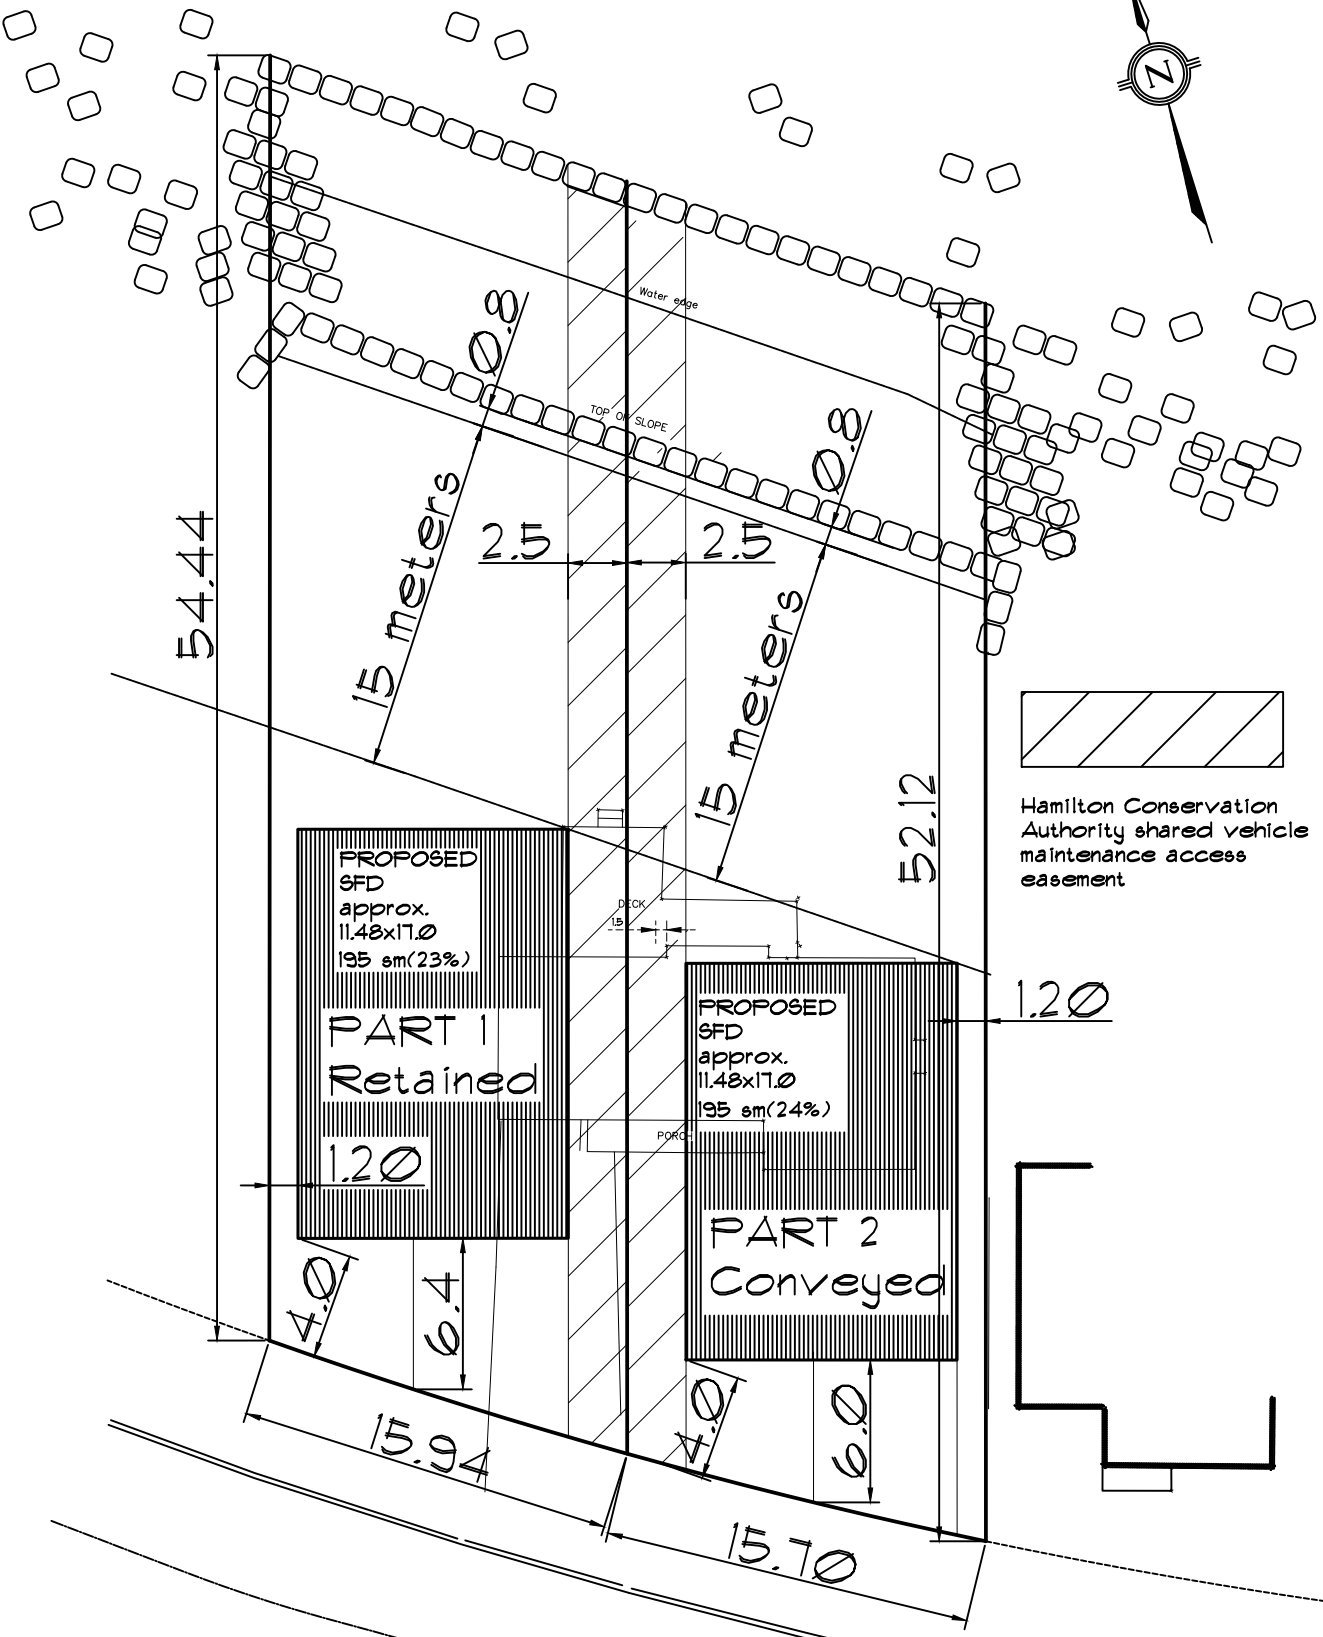 N
Water edge
0.8
TOP OF SLOPE
0.8
15 meters
2.5
2.5
54.44
15 meters
52.12
Hamilton Conservation
Authority shared vehicle
maintenance access
easement
PROPOSED
SFD
approx.
11.48x17.0
195 sm(23%)
PART 1
Retained
1.20
DECK
1.5
1.20
PROPOSED
SFD
approx.
11.48x17.0
195 sm(24%)
PORCH
PART 2
Conveyed
4.0
6.4
4.0
6.0
15.94
15.70